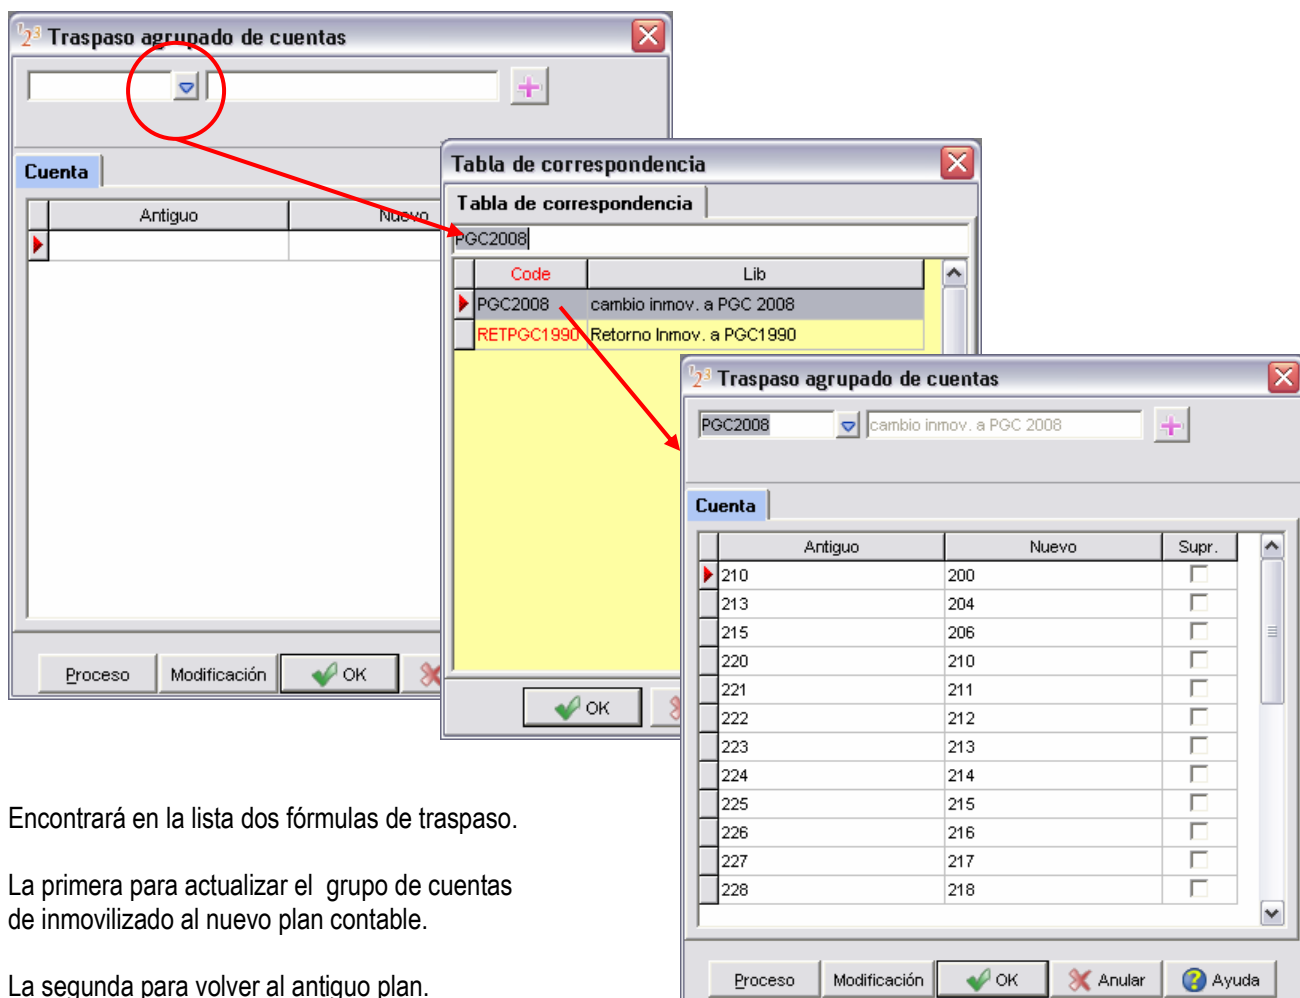 Traspaso agrupado de cuentas
Cuenta
Antiguo Nuevo
Proceso Modificación OK
Tabla de correspondencia
Tabla de correspondencia
PGC2008
Code Lib
PGC2008 cambio inmov. a PGC 2008
RETPGC1990 Retorno Inmov. a PGC1990
OK
Traspaso agrupado de cuentas
PGC2008 cambio inmov. a PGC 2008
Cuenta
Antiguo Nuevo Supr.
210 200
213 204
215 206
220 210
221 211
222 212
223 213
224 214
225 215
226 216
227 217
228 218
Proceso Modificación OK Anular Ayuda
Encontrará en la lista dos fórmulas de traspaso.
La primera para actualizar el grupo de cuentas
de inmovilizado al nuevo plan contable.
La segunda para volver al antiguo plan.